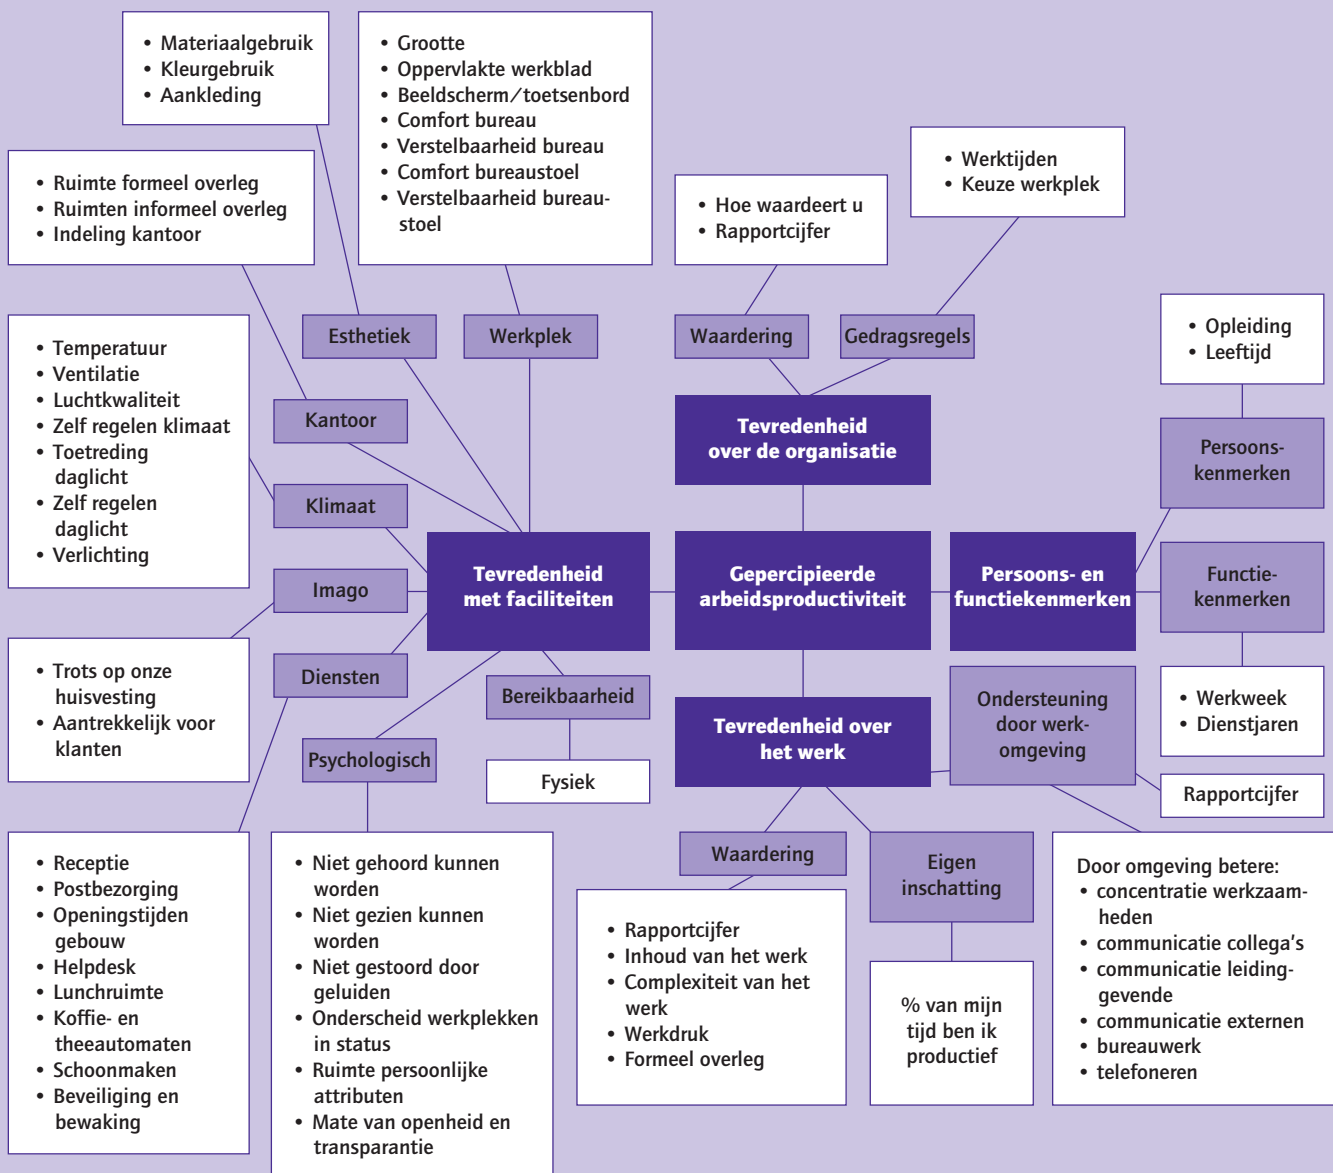 • Materiaalgebruik
• Kleurgebruik
• Aankleding
• Grootte
• Oppervlakte werkblad
• Beeldscherm/toetsenbord
• Comfort bureau
• Verstelbaarheid bureau
• Comfort bureaustoel
• Verstelbaarheid bureau-
stoel
• Werktijden
• Keuze werkplek
• Ruimte formeel overleg
• Ruimten informeel overleg
• Indeling kantoor
• Hoe waardeert u
• Rapportcijfer
Esthetiek
Werkplek
Waardering
Gedragsregels
• Opleiding
• Leeftijd
• Temperatuur
• Ventilatie
• Luchtkwaliteit
• Zelf regelen klimaat
• Toetreding
daglicht
• Zelf regelen
daglicht
• Verlichting
Kantoor
Tevredenheid
over de organisatie
Persoons-
kenmerken
Klimaat
Imago
Tevredenheid
met faciliteiten
Gepercipieerde
arbeidsproductiviteit
Persoons- en
functiekenmerken
Functie-
kenmerken
• Trots op onze
huisvesting
• Aantrekkelijk voor
klanten
Diensten
Bereikbaarheid
Psychologisch
Fysiek
Tevredenheid over
het werk
Ondersteuning
door werk-
omgeving
• Werkweek
• Dienstjaren
Rapportcijfer
• Receptie
• Postbezorging
• Openingstijden
gebouw
• Helpdesk
• Lunchruimte
• Koffie- en
theeautomaten
• Schoonmaken
• Beveiliging en
bewaking
• Niet gehoord kunnen
worden
• Niet gezien kunnen
worden
• Niet gestoord door
geluiden
• Onderscheid werkplekken
in status
• Ruimte persoonlijke
attributen
• Mate van openheid en
transparantie
Waardering
Eigen
inschatting
• Rapportcijfer
• Inhoud van het werk
• Complexiteit van het
werk
• Werkdruk
• Formeel overleg
% van mijn
tijd ben ik
productief
Door omgeving betere:
• concentratie werkzaam-
heden
• communicatie collega's
• communicatie leiding-
gevende
• communicatie externen
• bureauwerk
• telefoneren